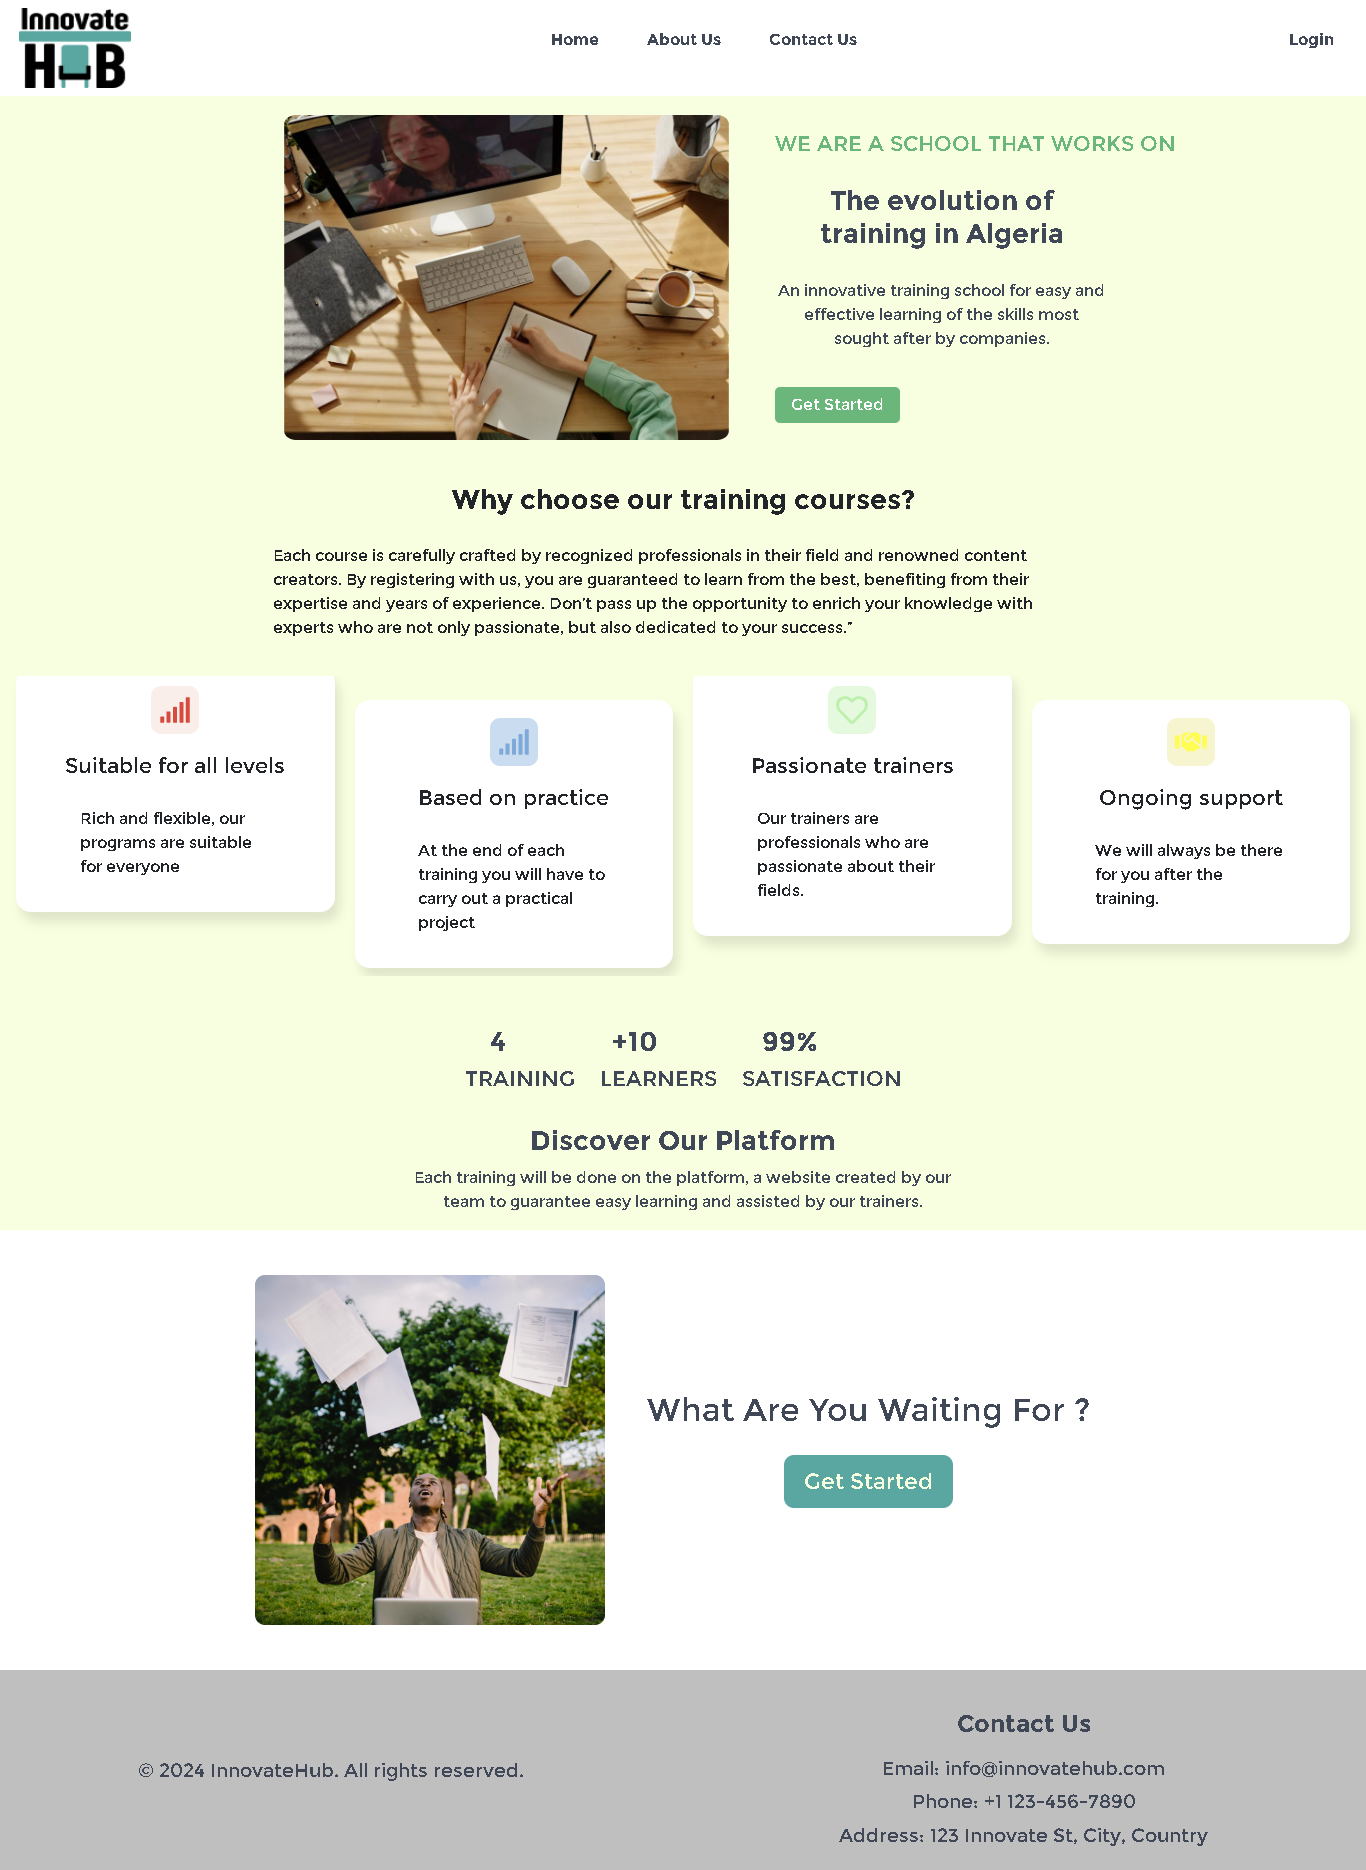 Innovate
HUB
Home
About Us
Contact Us
Login
WE ARE A SCHOOL THAT WORKS ON
The evolution of
training in Algeria
An innovative training school for easy and
effective learning of the skills most
sought after by companies.
Get Started
Why choose our training courses?
Each course is carefully crafted by recognized professionals in their field and renowned content
creators. By registering with us, you are guaranteed to learn from the best, benefiting from their
expertise and years of experience. Don't pass up the opportunity to enrich your knowledge with
experts who are not only passionate, but also dedicated to your success."
Suitable for all levels
Rich and flexible, our
programs are suitable
for everyone
Based on practice
At the end of each
training you will have to
carry out a practical
project
Passionate trainers
Our trainers are
professionals who are
passionate about their
fields.
Ongoing support
We will always be there
for you after the
training.
4
TRAINING
+10
LEARNERS
99%
SATISFACTION
Discover Our Platform
Each training will be done on the platform, a website created by our
team to guarantee easy learning and assisted by our trainers.
What Are You Waiting For ?
Get Started
© 2024 InnovateHub. All rights reserved.
Contact Us
Email: info@innovatehub.com
Phone: +1 123-456-7890
Address: 123 Innovate St, City, Country